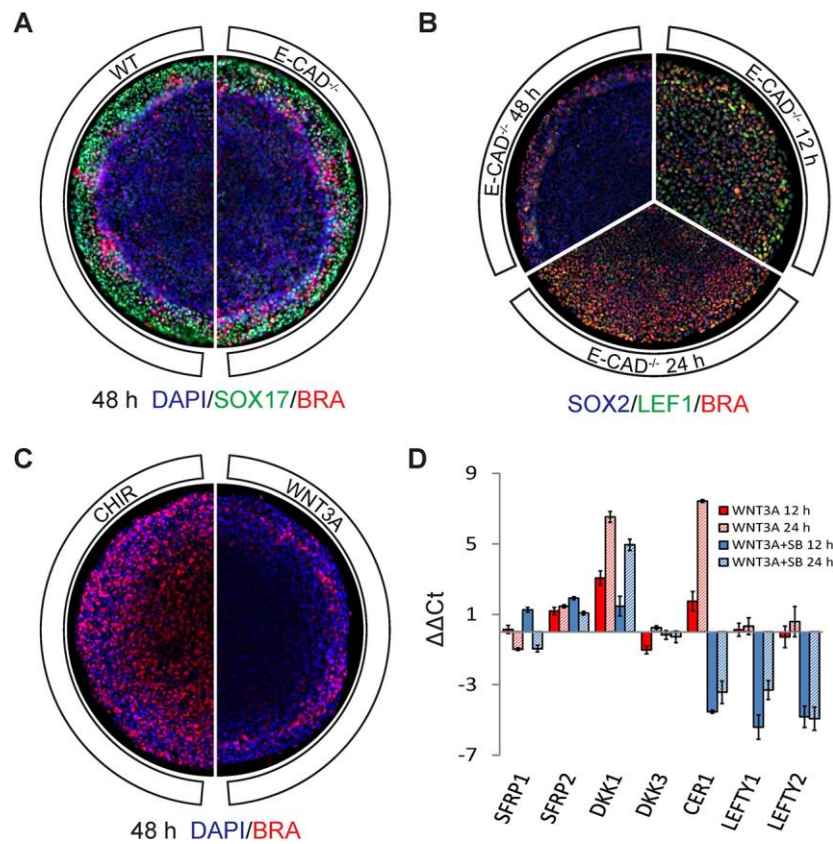 A
WT
E-CAD-/-
48 h DAPI/SOX17/BRA
B
E-CAD-/- 48 h
E-CAD-/- 12 h
E-CAD-/- 24 h
SOX2/LEF1/BRA
C
CHIR
WNT3A
48 h DAPI/BRA
D
ΔΔCt
9
5
1
-3
-7
WNT3A 12 h
WNT3A 24 h
WNT3A+SB 12 h
WNT3A+SB 24 h
SFRP1
SFRP2
DKK1
DKK3
CER1
LEFTY1
LEFTY2